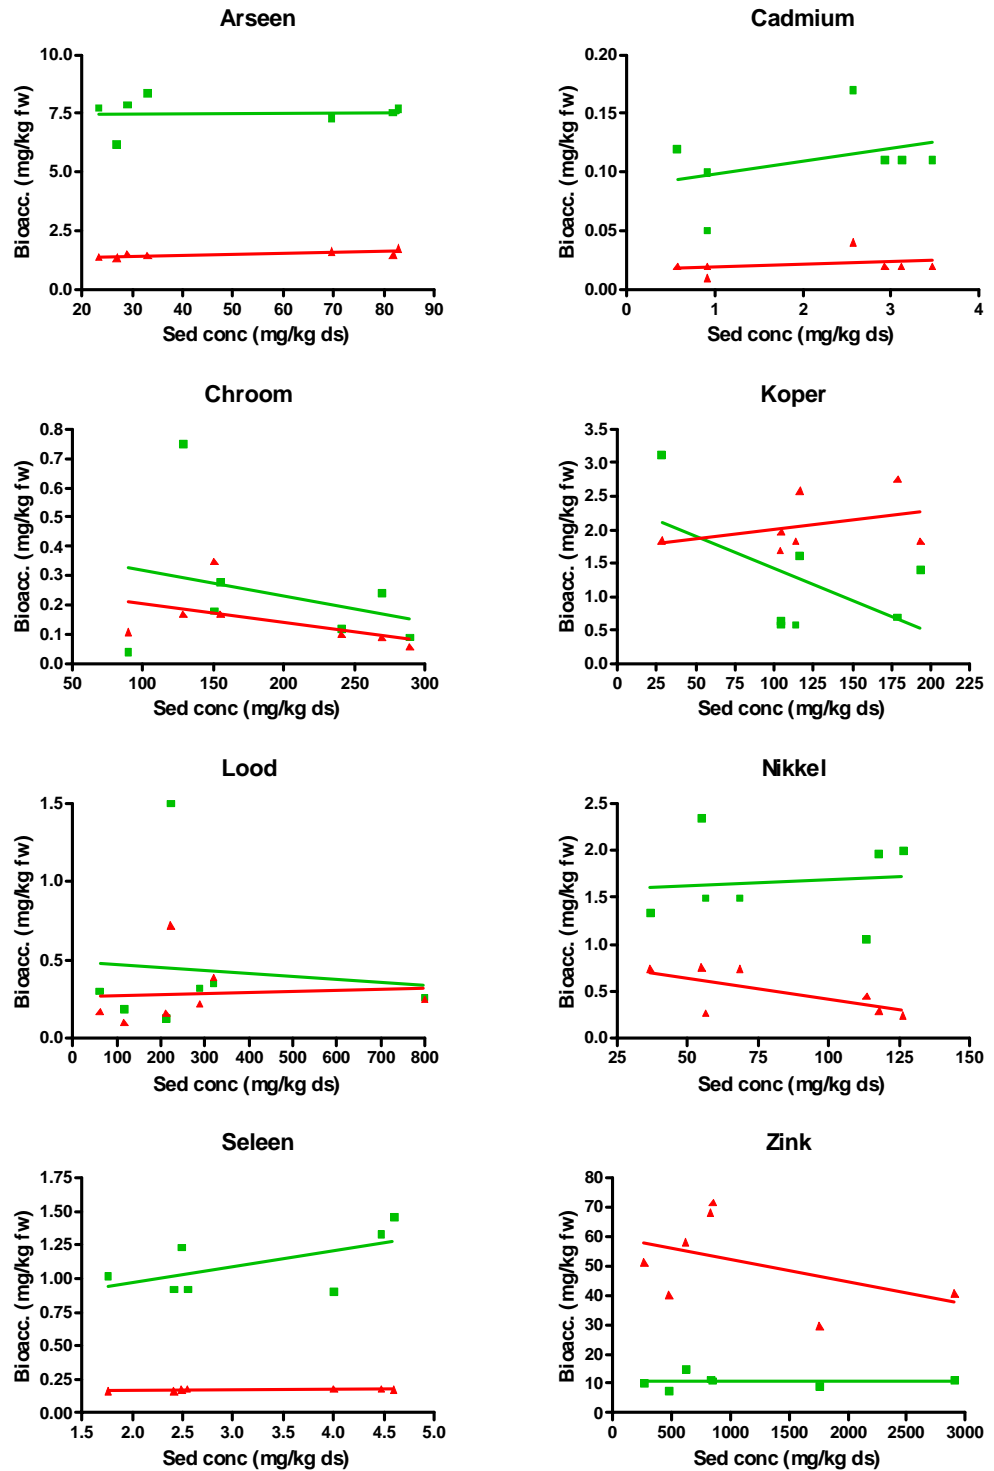 Arseen
Bioacc. (mg/kg fw)
10.0
7.5
5.0
2.5
0.0
20 30 40 50 60 70 80 90
Sed conc (mg/kg ds)
Cadmium
Bioacc. (mg/kg fw)
0.20
0.15
0.10
0.05
0.00
0 1 2 3 4
Sed conc (mg/kg ds)
Chroom
Bioacc. (mg/kg fw)
0.8
0.7
0.6
0.5
0.4
0.3
0.2
0.1
0.0
50 100 150 200 250 300
Sed conc (mg/kg ds)
Koper
Bioacc. (mg/kg fw)
3.5
3.0
2.5
2.0
1.5
1.0
0.5
0.0
0 25 50 75 100 125 150 175 200 225
Sed conc (mg/kg ds)
Lood
Bioacc. (mg/kg fw)
1.5
1.0
0.5
0.0
0 100 200 300 400 500 600 700 800
Sed conc (mg/kg ds)
Nikkel
Bioacc. (mg/kg fw)
2.5
2.0
1.5
1.0
0.5
0.0
25 50 75 100 125 150
Sed conc (mg/kg ds)
Seleen
Bioacc. (mg/kg fw)
1.75
1.50
1.25
1.00
0.75
0.50
0.25
0.00
1.5 2.0 2.5 3.0 3.5 4.0 4.5 5.0
Sed conc (mg/kg ds)
Zink
Bioacc. (mg/kg fw)
80
70
60
50
40
30
20
10
0
0 500 1000 1500 2000 2500 3000
Sed conc (mg/kg ds)